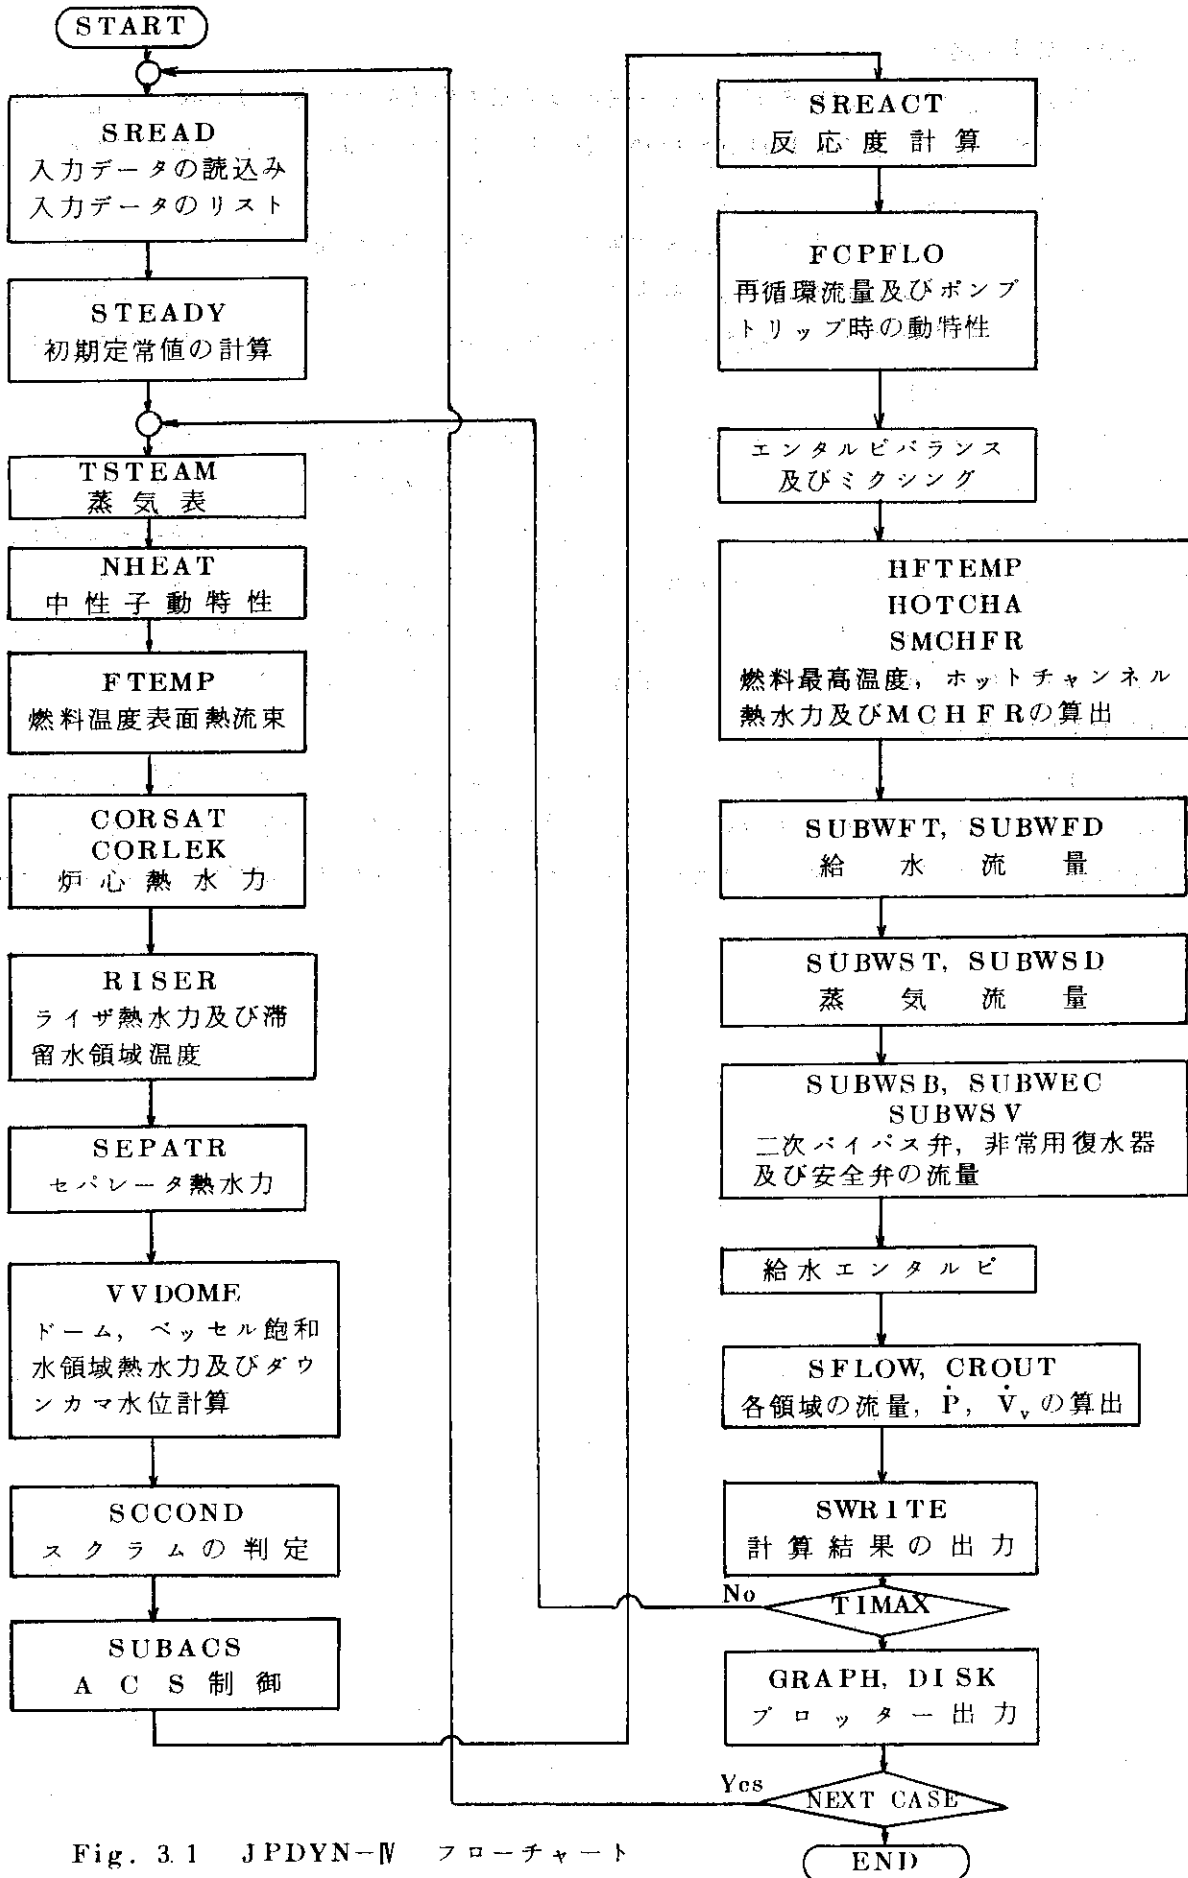 START
SREAD
入力データの読込み
入力データのリスト
STEADY
初期定常値の計算
TSTEAM
蒸気表
NHEAT
中性子動特性
FTEMP
燃料温度表面熱流束
CORSAT
CORLEK
炉心熱水力
RISER
ライザ熱水力及び滞
留水領域温度
SEPATR
セパレータ熱水力
VVDOME
ドーム, ベッセル飽和
水領域熱水力及びダウ
ンカマ水位計算
SCCOND
スクラムの判定
SUBACS
ACS制御
SREACT
反応度計算
FCPFLO
再循環流量及びポンプ
トリップ時の動特性
エンタルピバランス
及びミクシング
HFTEMP
HOTCHA
SMCHFR
燃料最高温度, ホットチャンネル
熱水力及びMCHFRの算出
SUBWFT, SUBWFD
給水流量
SUBWST, SUBWSD
蒸気流量
SUBWSB, SUBWEC
SUBWSV
二次バイパス弁, 非常用復水器
及び安全弁の流量
給水エンタルピ
SFLOW, CROUT
各領域の流量, Ṗ, V̇v の算出
SWRITE
計算結果の出力
No
TIMAX
GRAPH, DISK
プロッター出力
Yes
NEXT CASE
END
Fig. 3.1 JPDYN-Ⅳ フローチャート